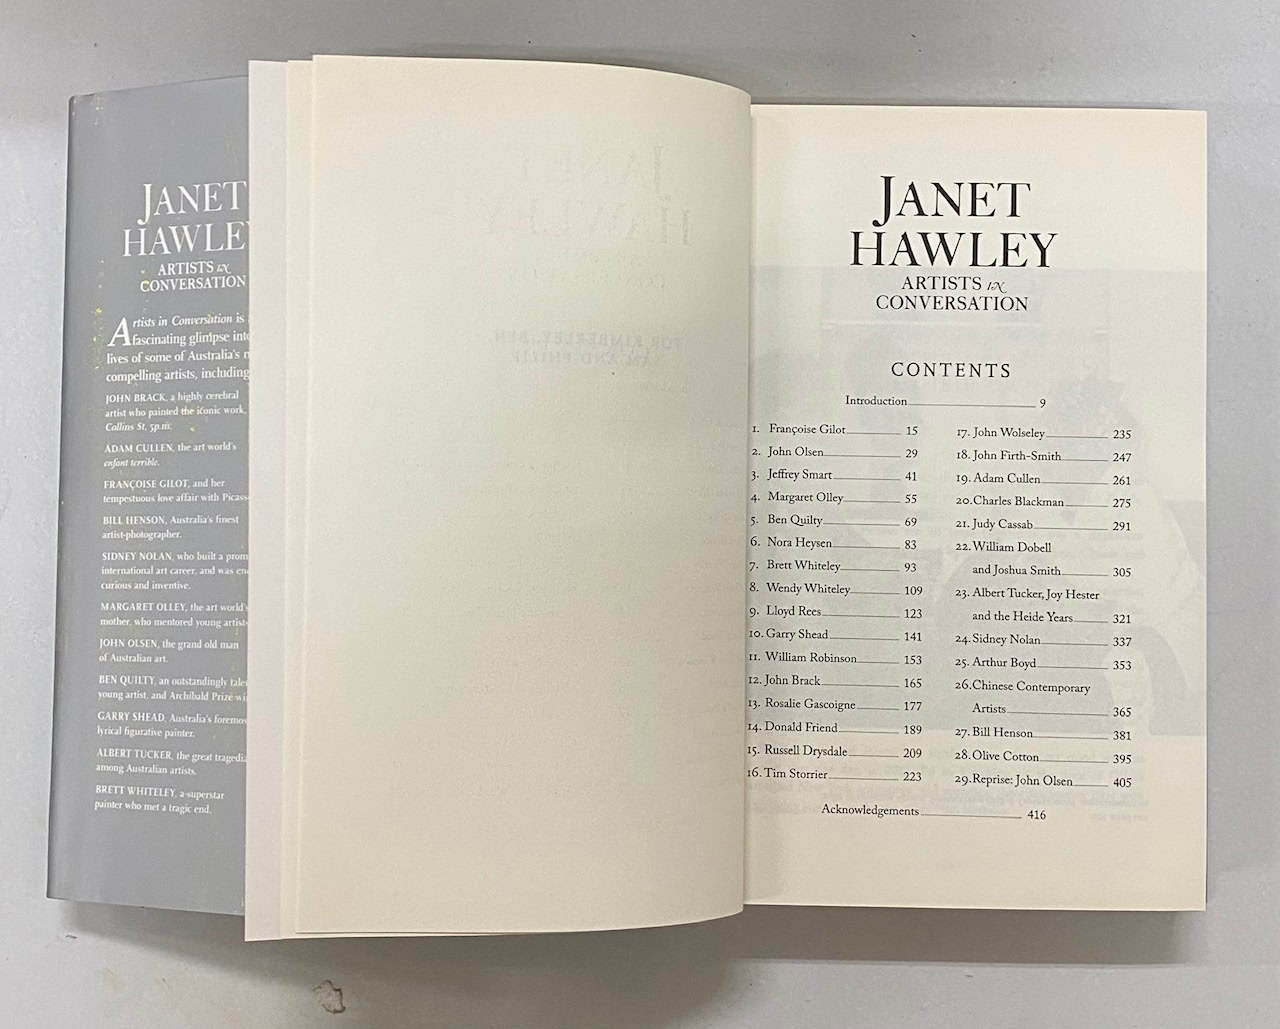 JANET
HAWLEY
ARTISTS in
CONVERSATION
Artists in Conversation is
fascinating glimpse into
lives of some of Australia's
compelling artists, including
JOHN BRACK, a highly cerebral
artist who painted the iconic work,
Collins St, 5p.m.
ADAM CULLEN, the art world's
enfant terrible.
FRANÇOISE GILOT, and her
tempestuous love affair with Picasso
BILL HENSON, Australia's finest
artist-photographer.
SIDNEY NOLAN, who built a
international art career, and was
curious and inventive.
MARGARET OLLEY, the art world's
mother, who mentored young artists
JOHN OLSEN, the grand old man
of Australian art.
BEN QUILTY, an outstandingly
young artist, and Archibald Prize
GARRY SHEAD, Australia's
lyrical figurative painter.
ALBERT TUCKER, the great
among Australian artists.
BRETT WHITELEY, a superstar
painter who met a tragic end.
FOR KIMBERLEY, BEN
AND PHILIP
JANET
HAWLEY
ARTISTS in
CONVERSATION
CONTENTS
Introduction 9
1. Françoise Gilot 15
2. John Olsen 29
3. Jeffrey Smart 41
4. Margaret Olley 55
5. Ben Quilty 69
6. Nora Heysen 83
7. Brett Whiteley 93
8. Wendy Whiteley 109
9. Lloyd Rees 123
10. Garry Shead 141
11. William Robinson 153
12. John Brack 165
13. Rosalie Gascoigne 177
14. Donald Friend 189
15. Russell Drysdale 209
16. Tim Storrier 223
17. John Wolseley 235
18. John Firth-Smith 247
19. Adam Cullen 261
20. Charles Blackman 275
21. Judy Cassab 291
22. William Dobell
and Joshua Smith 305
23. Albert Tucker, Joy Hester
and the Heide Years 321
24. Sidney Nolan 337
25. Arthur Boyd 353
26. Chinese Contemporary
Artists 365
27. Bill Henson 381
28. Olive Cotton 395
29. Reprise: John Olsen 405
Acknowledgements 416